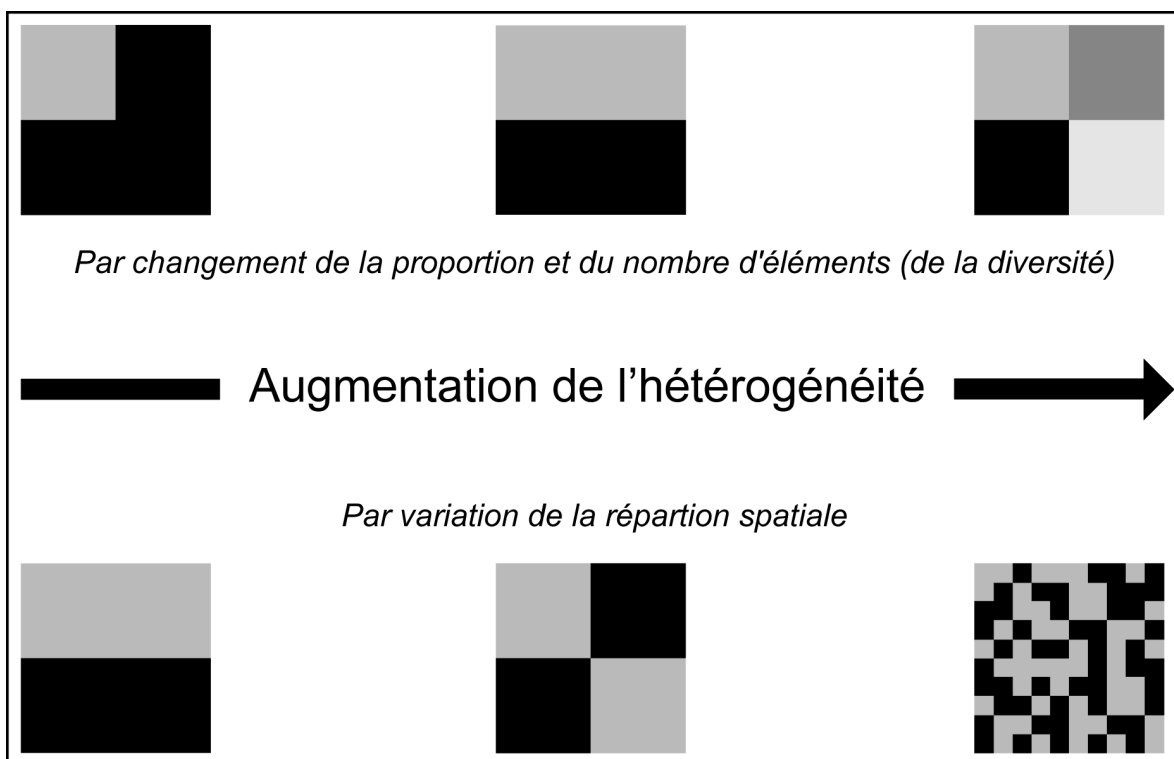 Par changement de la proportion et du nombre d'éléments (de la diversité)
Augmentation de l’hétérogénéité
Par variation de la répartion spatiale